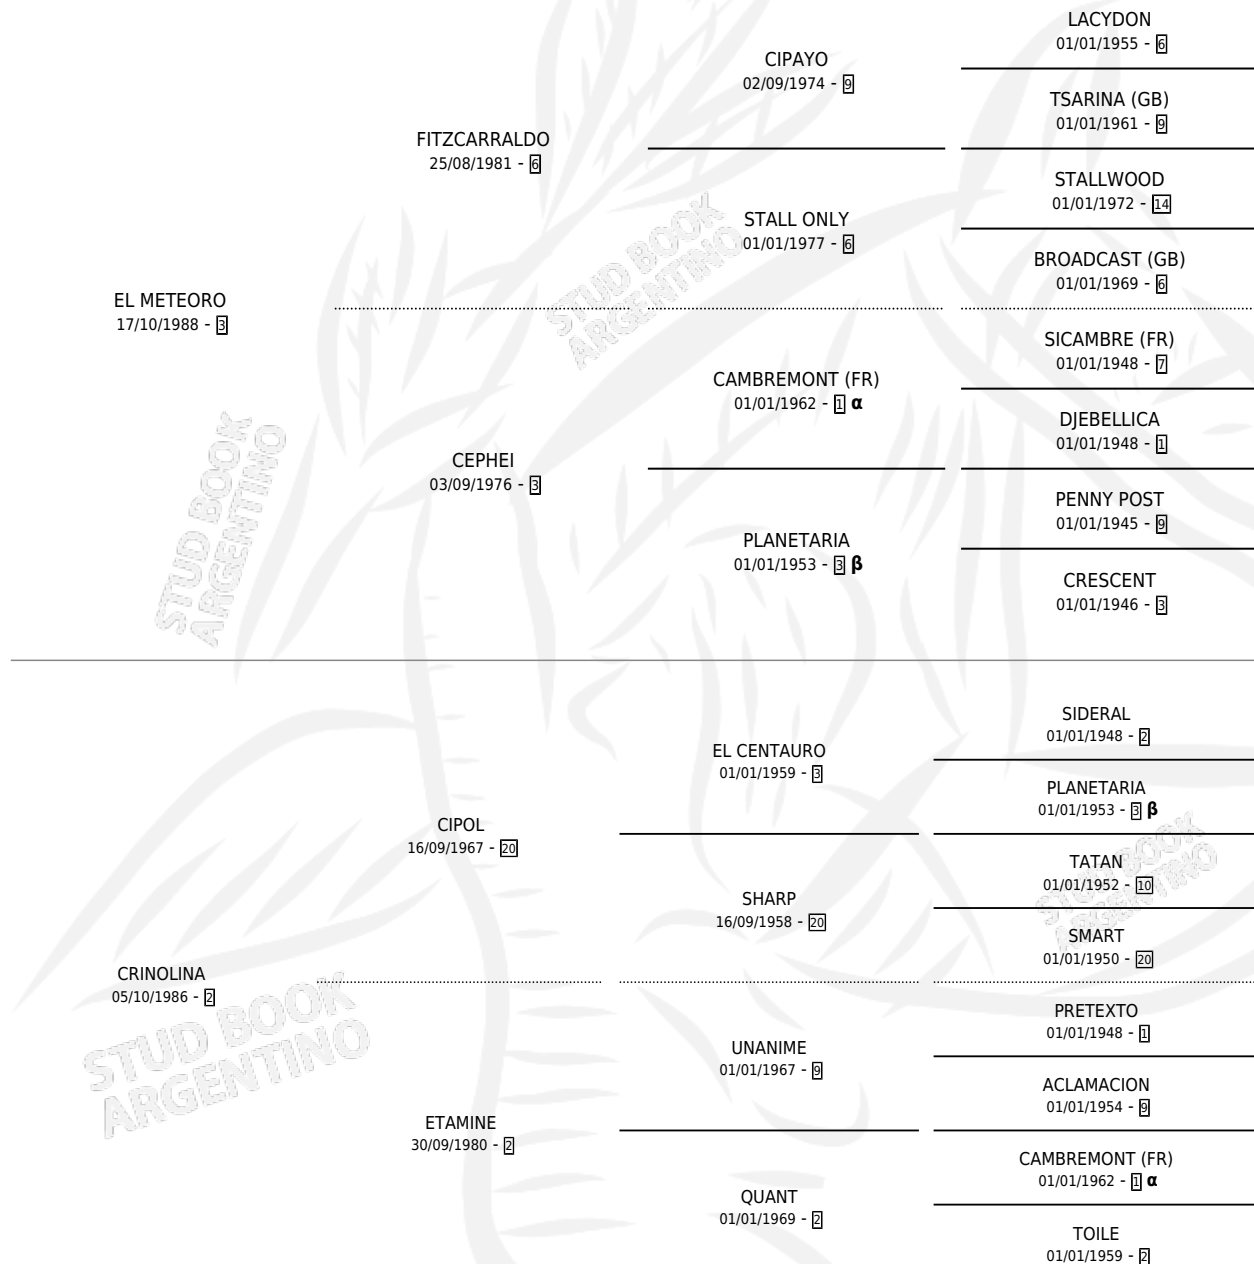 LACYDON
01/01/1955 - 6
CIPAYO
02/09/1974 - 9
TSARINA (GB)
01/01/1961 - 9
FITZCARRALDO
25/08/1981 - 6
STALLWOOD
01/01/1972 - 14
STALL ONLY
01/01/1977 - 6
BROADCAST (GB)
01/01/1969 - 6
EL METEORO
17/10/1988 - 3
SICAMBRE (FR)
01/01/1948 - 7
CAMBREMONT (FR)
01/01/1962 - 1 α
DJEBELLICA
01/01/1948 - 1
CEPHEI
03/09/1976 - 3
PENNY POST
01/01/1945 - 9
PLANETARIA
01/01/1953 - 3 β
CRESCENT
01/01/1946 - 3
SIDERAL
01/01/1948 - 2
EL CENTAURO
01/01/1959 - 3
PLANETARIA
01/01/1953 - 3 β
CIPOL
16/09/1967 - 20
TATAN
01/01/1952 - 10
SHARP
16/09/1958 - 20
SMART
01/01/1950 - 20
CRINOLINA
05/10/1986 - 2
PRETEXTO
01/01/1948 - 1
UNANIME
01/01/1967 - 9
ACLAMACION
01/01/1954 - 9
ETAMINE
30/09/1980 - 2
CAMBREMONT (FR)
01/01/1962 - 1 α
QUANT
01/01/1969 - 2
TOILE
01/01/1959 - 2
STUD BOOK
ARGENTINO
STUD BOOK
ARGENTINO
STUD BOOK
ARGENTINO
STUD BOOK
ARGENTINO